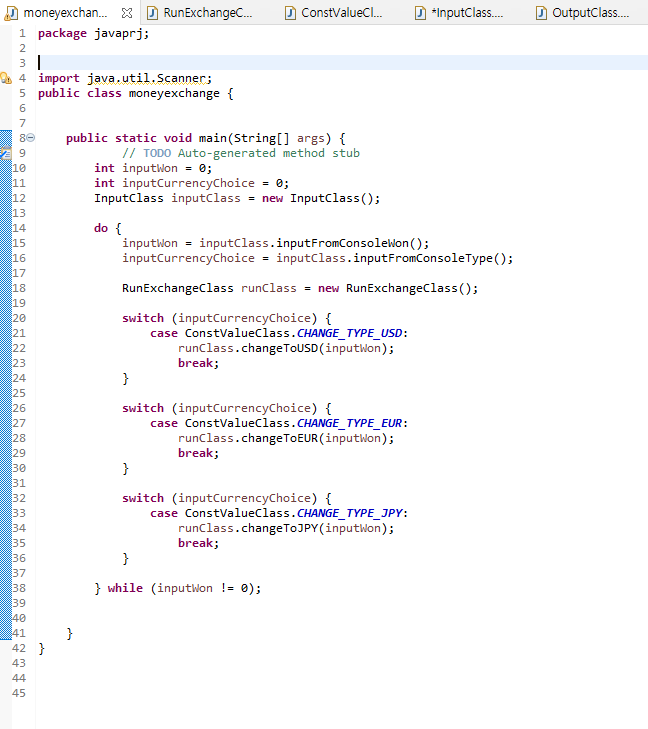 moneyexchan... RunExchangeC... ConstValueCl... *InputClass.... OutputClass....
1 package javaprj;
2
3
4 import java.util.Scanner;
5 public class moneyexchange {
6
7
8 public static void main(String[] args) {
9 // TODO Auto-generated method stub
10 int inputWon = 0;
11 int inputCurrencyChoice = 0;
12 InputClass inputClass = new InputClass();
13
14 do {
15 inputWon = inputClass.inputFromConsoleWon();
16 inputCurrencyChoice = inputClass.inputFromConsoleType();
17
18 RunExchangeClass runClass = new RunExchangeClass();
19
20 switch (inputCurrencyChoice) {
21 case ConstValueClass.CHANGE_TYPE_USD:
22 runClass.changeToUSD(inputWon);
23 break;
24 }
25
26 switch (inputCurrencyChoice) {
27 case ConstValueClass.CHANGE_TYPE_EUR:
28 runClass.changeToEUR(inputWon);
29 break;
30 }
31
32 switch (inputCurrencyChoice) {
33 case ConstValueClass.CHANGE_TYPE_JPY:
34 runClass.changeToJPY(inputWon);
35 break;
36 }
37
38 } while (inputWon != 0);
39
40
41 }
42 }
43
44
45